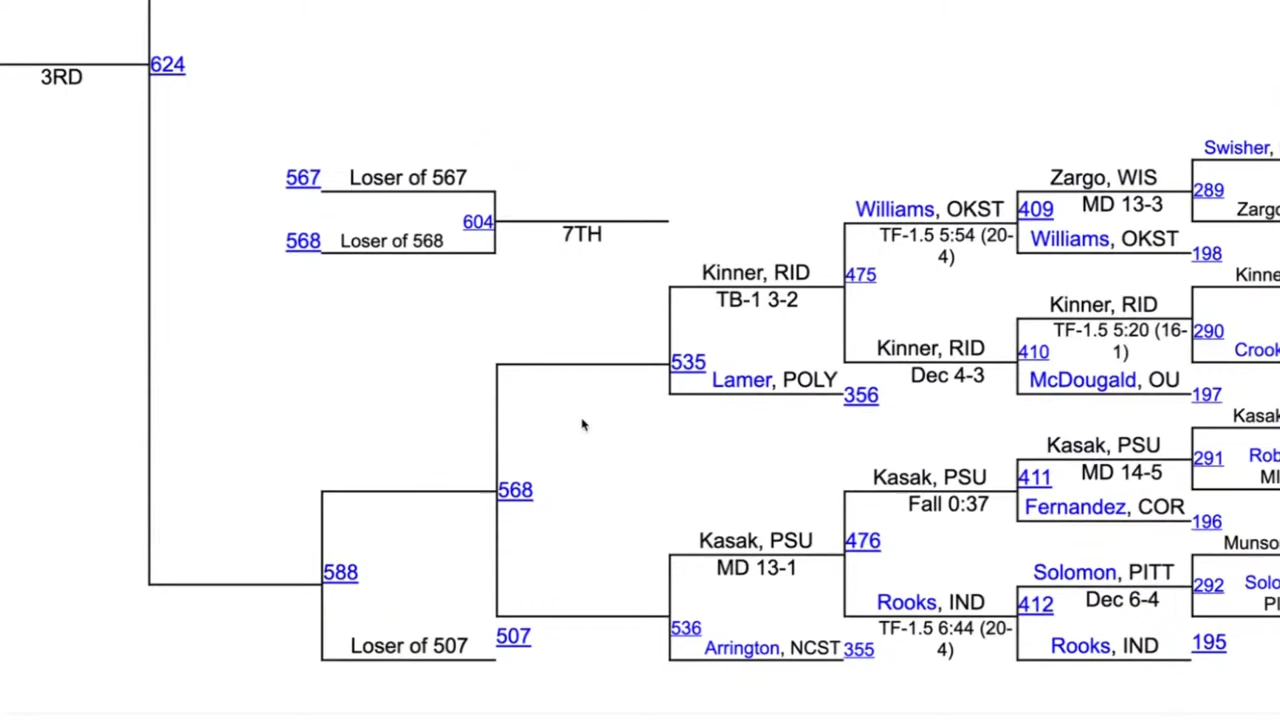 624
3RD
Swisher,
567 Loser of 567
Zargo, WIS
289
MD 13-3
Williams, OKST
409
Zargo
604
7TH
TF-1.5 5:54 (20-
4)
568 Loser of 568
Williams, OKST
198
Kinner, RID
475
Kinne
TB-1 3-2
Kinner, RID
290
TF-1.5 5:20 (16-
1)
Kinner, RID
410
Crook
Dec 4-3
535
Lamer, POLY
356
McDougald, OU
197
Kasak
Kasak, PSU
291
Rob
MI
MD 14-5
Kasak, PSU
411
Fall 0:37
568
Fernandez, COR
196
Kasak, PSU
476
Munson
MD 13-1
588
Solomon, PITT
292
Solo
PI
Dec 6-4
Rooks, IND
412
TF-1.5 6:44 (20-
4)
536
Loser of 507
507
Arrington, NCST
355
Rooks, IND
195